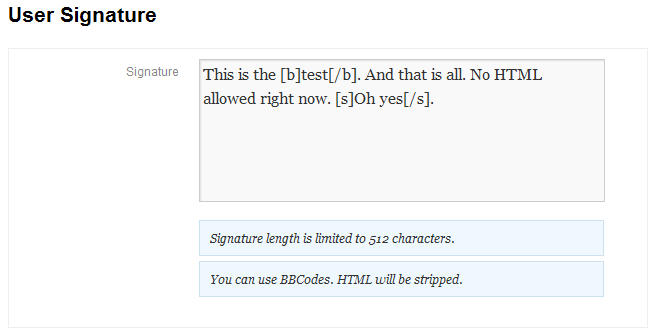 User Signature
Signature
This is the [b]test[/b]. And that is all. No HTML
allowed right now. [s]Oh yes[/s].
Signature length is limited to 512 characters.
You can use BBCodes. HTML will be stripped.